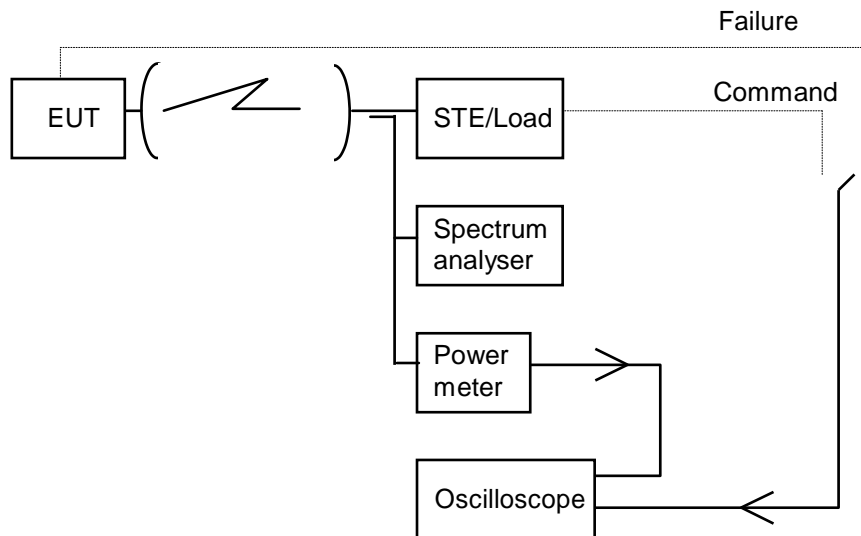 Failure
EUT
STE/Load
Command
Spectrum
analyser
Power
meter
Oscilloscope